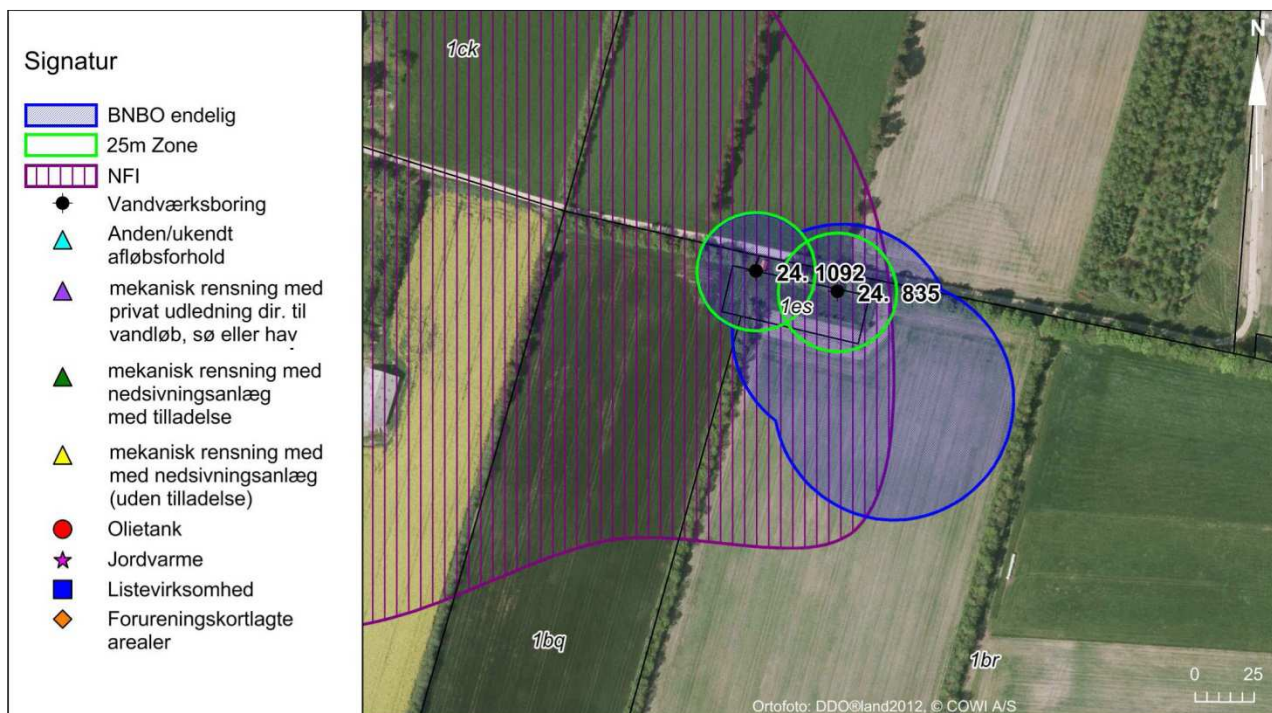 Signatur
BNBO endelig
25m Zone
NFI
Vandværksboring
Anden/ukendt
afløbsforhold
mekanisk rensning med
privat udledning dir. til
vandløb, sø eller hav
mekanisk rensning med
nedsivningsanlæg
med tilladelse
mekanisk rensning med
med nedsivningsanlæg
(uden tilladelse)
Olietank
Jordvarme
Listevirksomhed
Forureningskortlagte
arealer
1ck
N
24. 1092
24. 835
1es
1bq
1br
0 25
Ortofoto: DDO®land2012, © COWI A/S